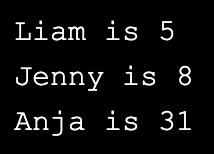 Liam is 5
Jenny is 8
Anja is 31